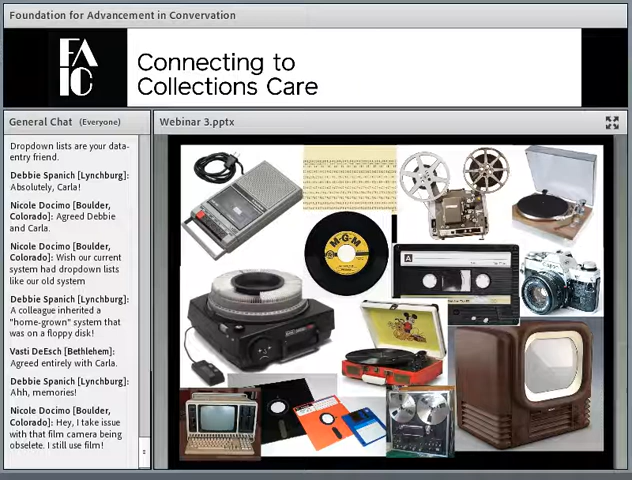 Foundation for Advancement in Convervation
FA
IC
Connecting to
Collections Care
General Chat (Everyone)
Dropdown lists are your data-
entry friend.
Debbie Spanich [Lynchburg]:
Absolutely, Carla!
Nicole Docimo [Boulder,
Colorado]: Agreed Debbie
and Carla.
Nicole Docimo [Boulder,
Colorado]: Wish our current
system had dropdown lists
like our old system
Debbie Spanich [Lynchburg]:
A colleague inherited a
"home-grown" system that
was on a floppy disk!
Vasti DeEsch [Bethlehem]:
Agreed entirely with Carla.
Debbie Spanich [Lynchburg]:
Ahh, memories!
Nicole Docimo [Boulder,
Colorado]: Hey, I take issue
with that film camera being
obselete. I still use film!
Webinar 3.pptx
M-G-M
A